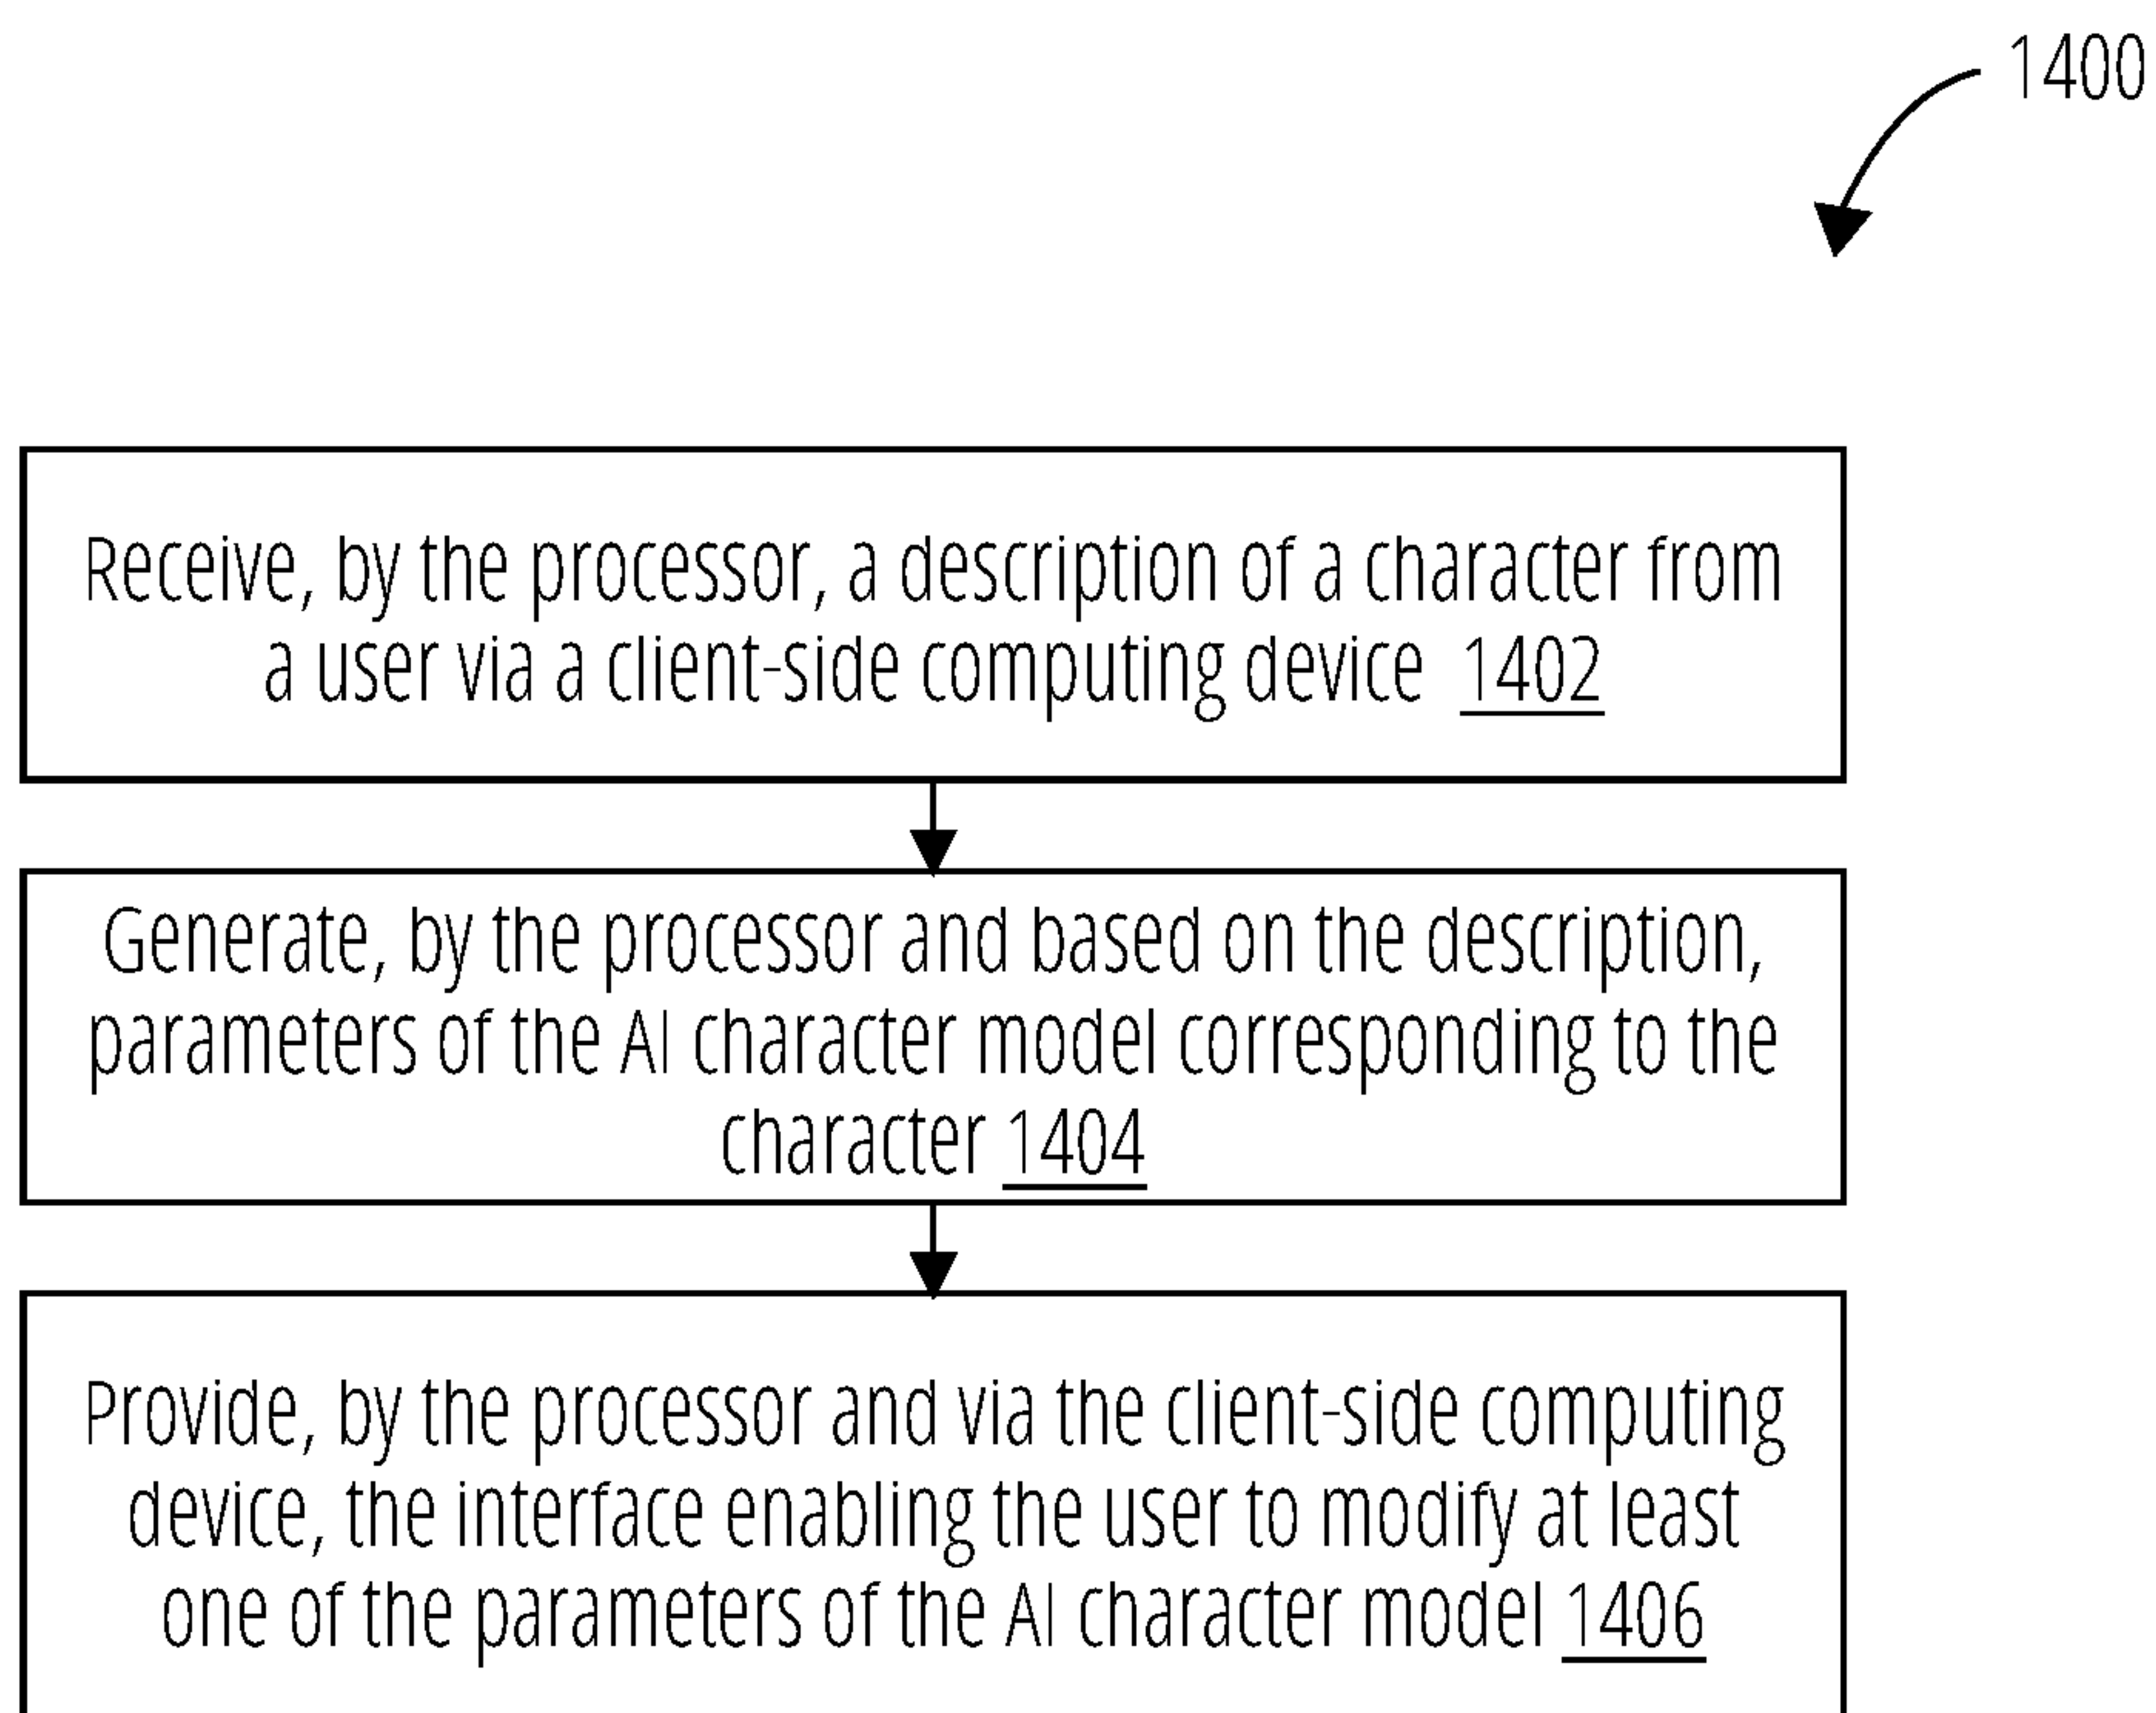 1400
Receive, by the processor, a description of a character from
a user via a client-side computing device 1402
Generate, by the processor and based on the description,
parameters of the AI character model corresponding to the
character 1404
Provide, by the processor and via the client-side computing
device, the interface enabling the user to modify at least
one of the parameters of the AI character model 1406